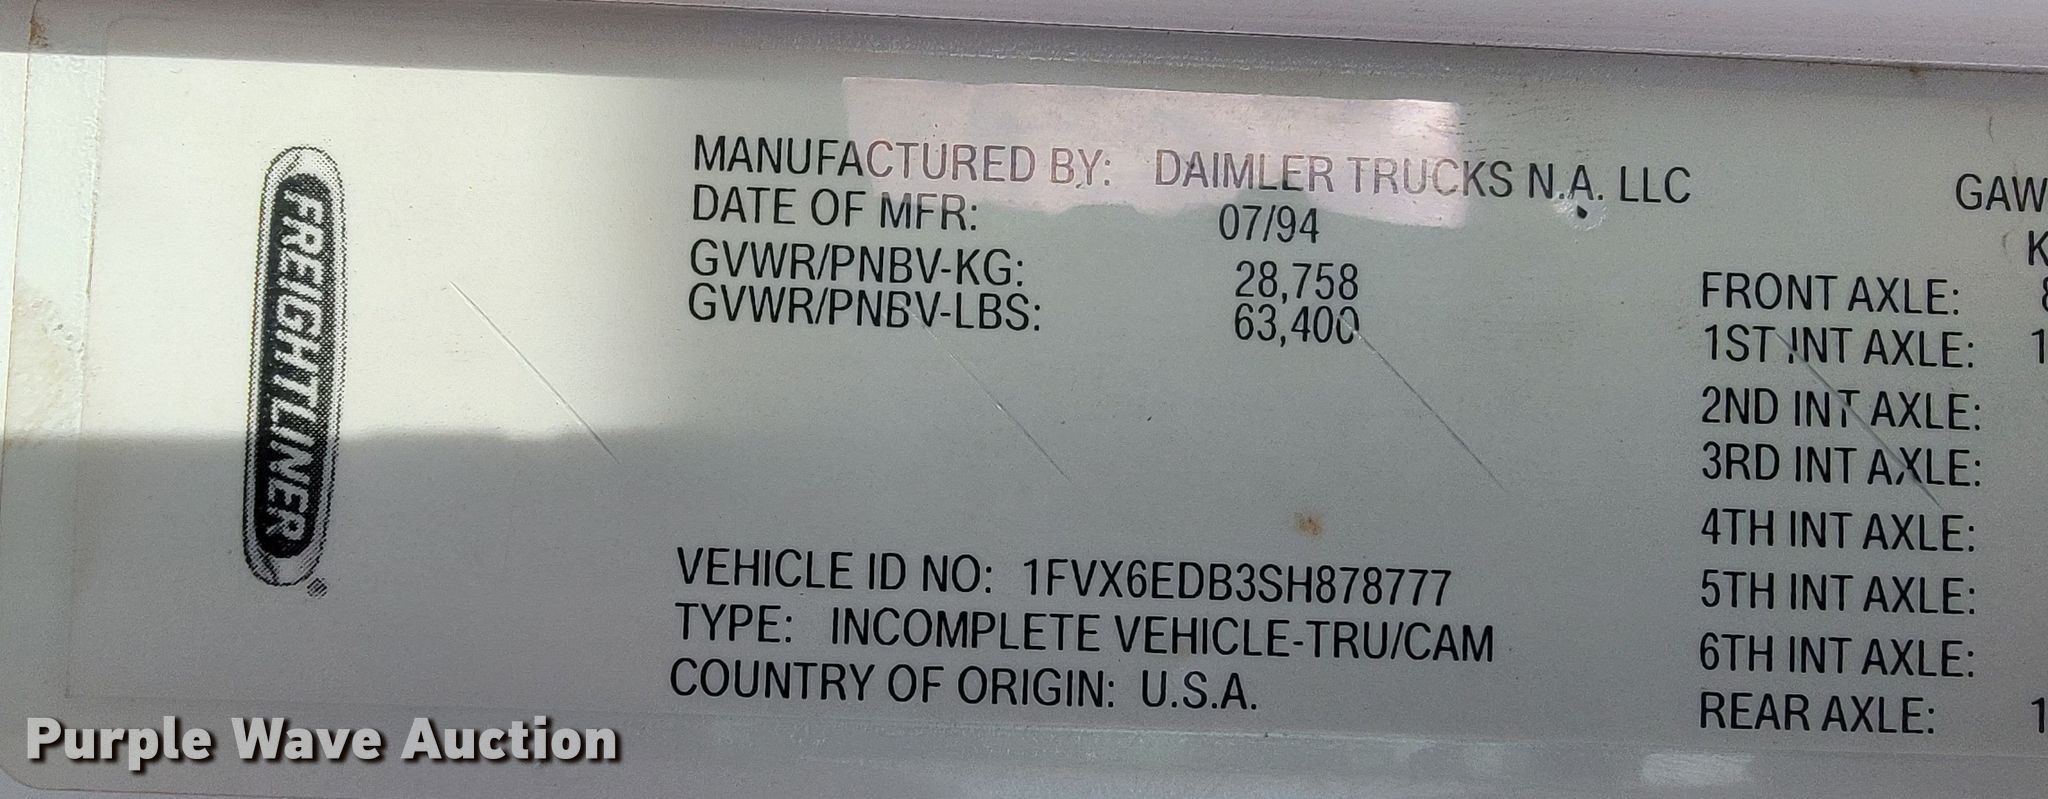 FREIGHTLINER
MANUFACTURED BY: DAIMLER TRUCKS N.A. LLC
DATE OF MFR: 07/94
GVWR/PNBV-KG: 28,758
GVWR/PNBV-LBS: 63,400
VEHICLE ID NO: 1FVX6EDB3SH878777
TYPE: INCOMPLETE VEHICLE-TRU/CAM
COUNTRY OF ORIGIN: U.S.A.
GAW
K
FRONT AXLE: 8
1ST INT AXLE: 1
2ND INT AXLE:
3RD INT AXLE:
4TH INT AXLE:
5TH INT AXLE:
6TH INT AXLE:
REAR AXLE: 1
Purple Wave Auction